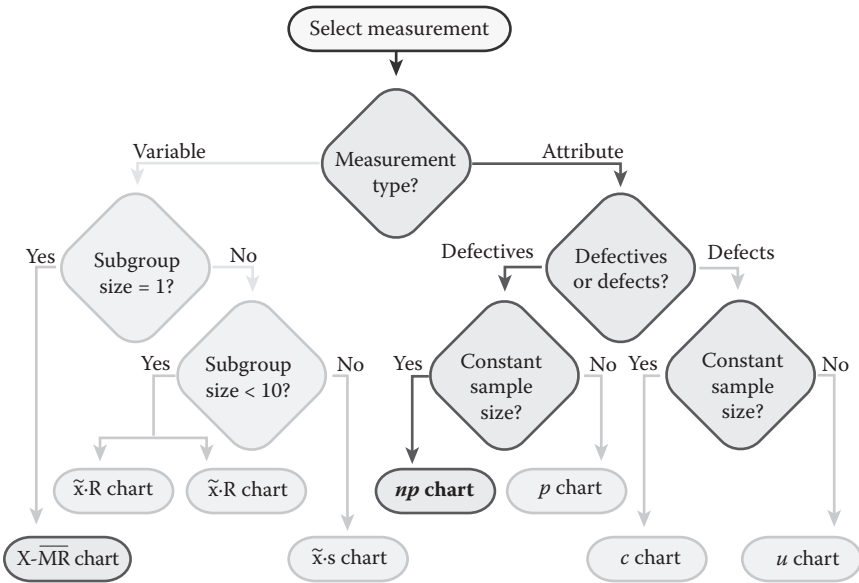 Select measurement
Measurement
type?
Variable
Attribute
Subgroup
size = 1?
Yes
No
Defectives
or defects?
Defectives
Defects
Subgroup
size < 10?
Yes
No
Constant
sample
size?
Yes
No
Constant
sample
size?
Yes
No
x̃·R chart
x̃·R chart
np chart
p chart
X-M̅R̅ chart
x̃·s chart
c chart
u chart